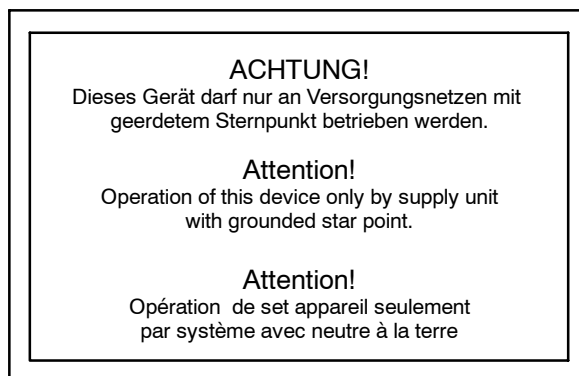 ACHTUNG!
Dieses Gerät darf nur an Versorgungsnetzen mit
geerdetem Sternpunkt betrieben werden.
Attention!
Operation of this device only by supply unit
with grounded star point.
Attention!
Opération  de set appareil seulement
par système avec neutre à la terre